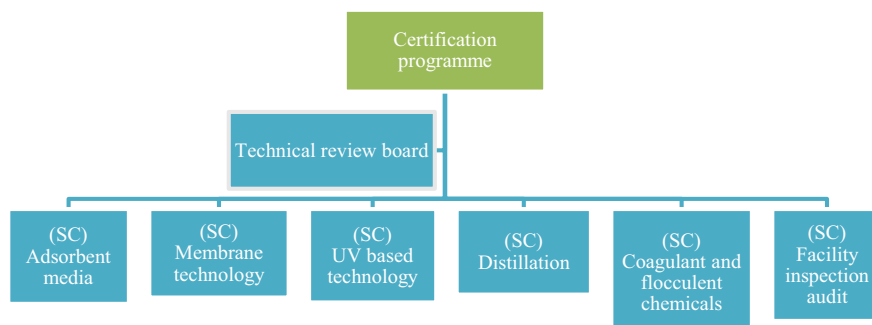 Certification
programme
Technical review board
(SC)
Adsorbent
media
(SC)
Membrane
technology
(SC)
UV based
technology
(SC)
Distillation
(SC)
Coagulant and
flocculent
chemicals
(SC)
Facility
inspection
audit